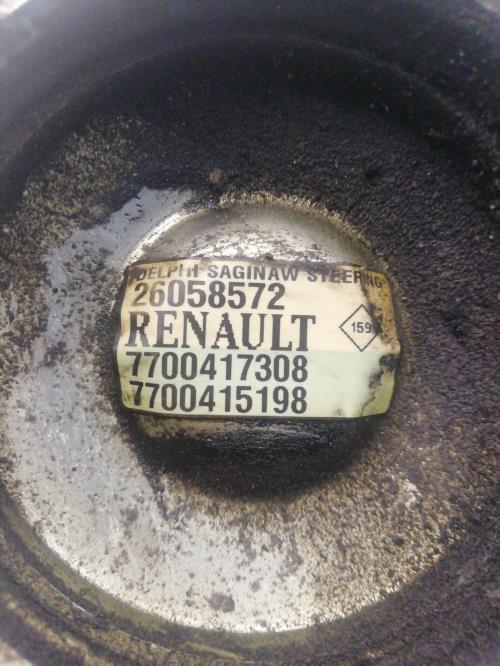 DELPHI SAGINAW STEERING
26058572
RENAULT
159
7700417308
7700415198